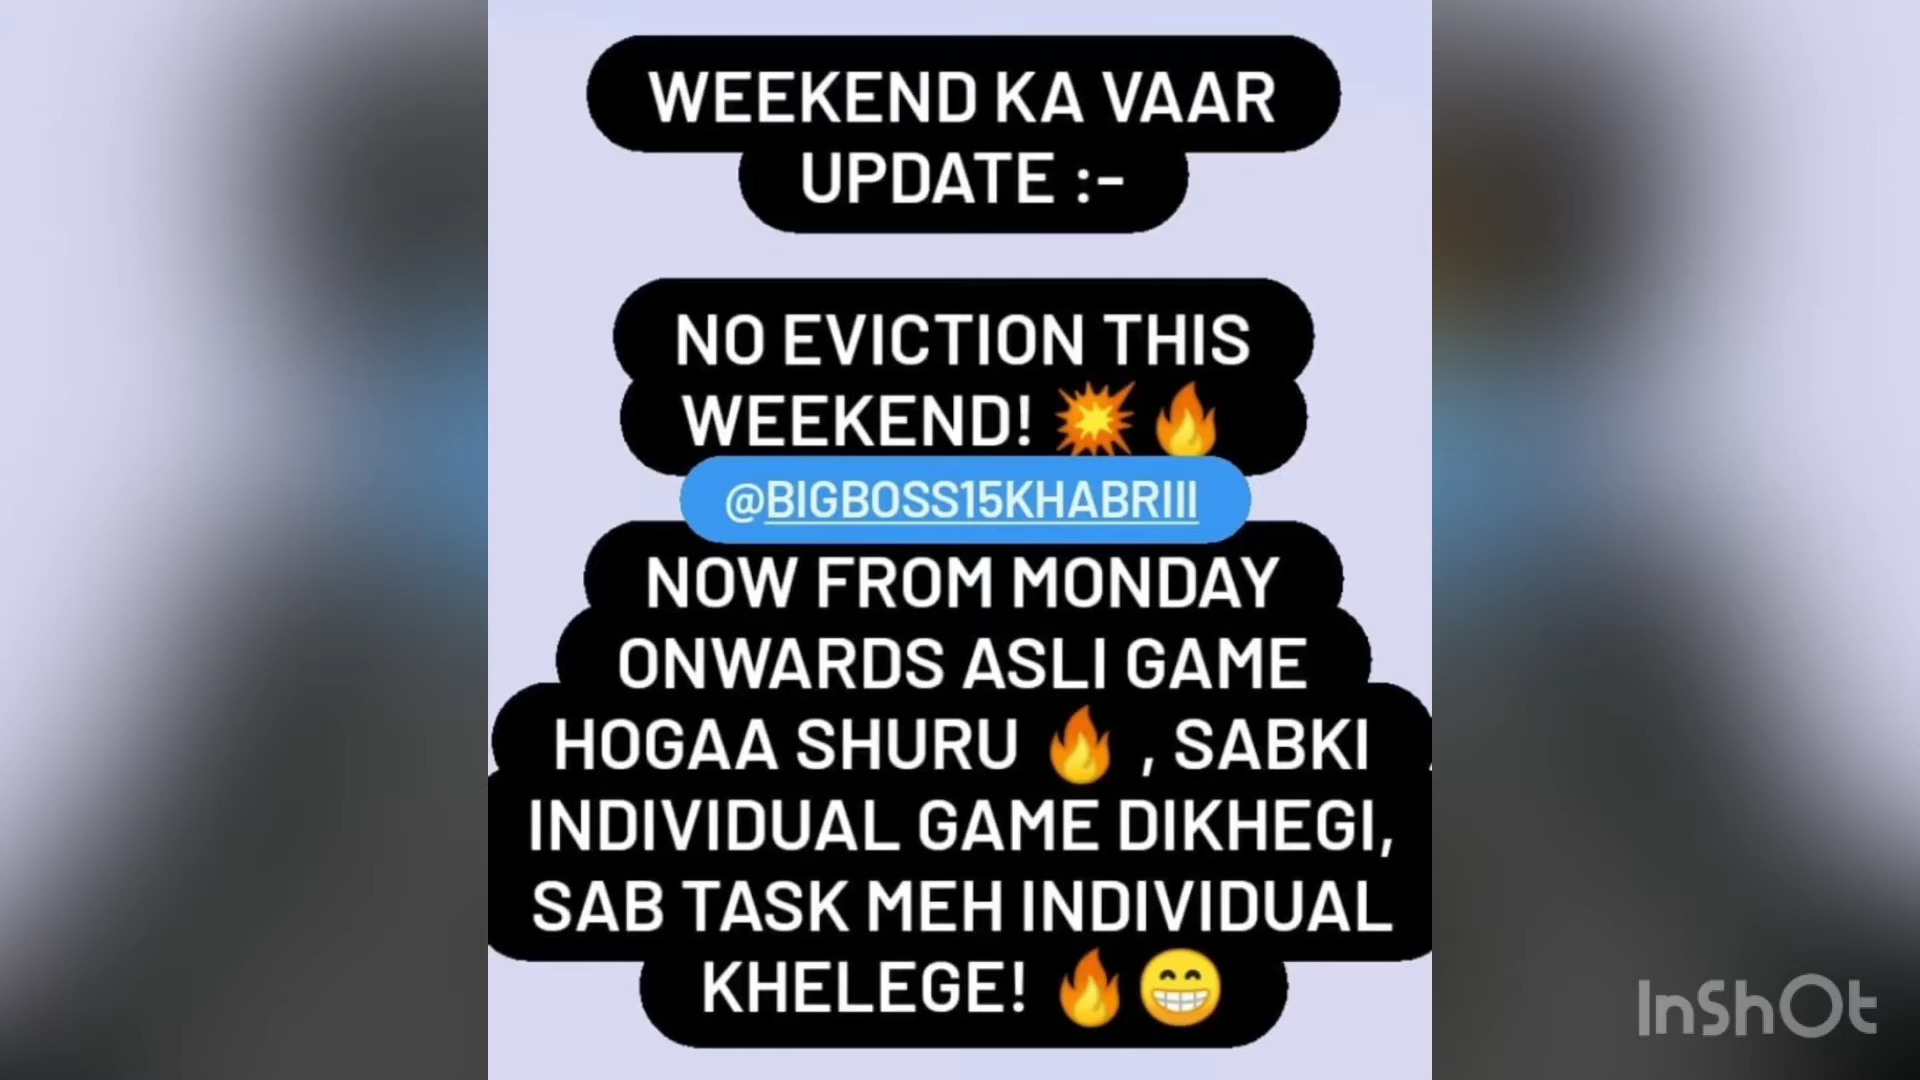 WEEKEND KA VAAR
UPDATE :-
NO EVICTION THIS
WEEKEND! 💥🔥
@BIGBOSS15KHABRIII
NOW FROM MONDAY
ONWARDS ASLI GAME
HOGAA SHURU 🔥 , SABKI
INDIVIDUAL GAME DIKHEGI,
SAB TASK MEH INDIVIDUAL
KHELEGE! 🔥😁
InShOt